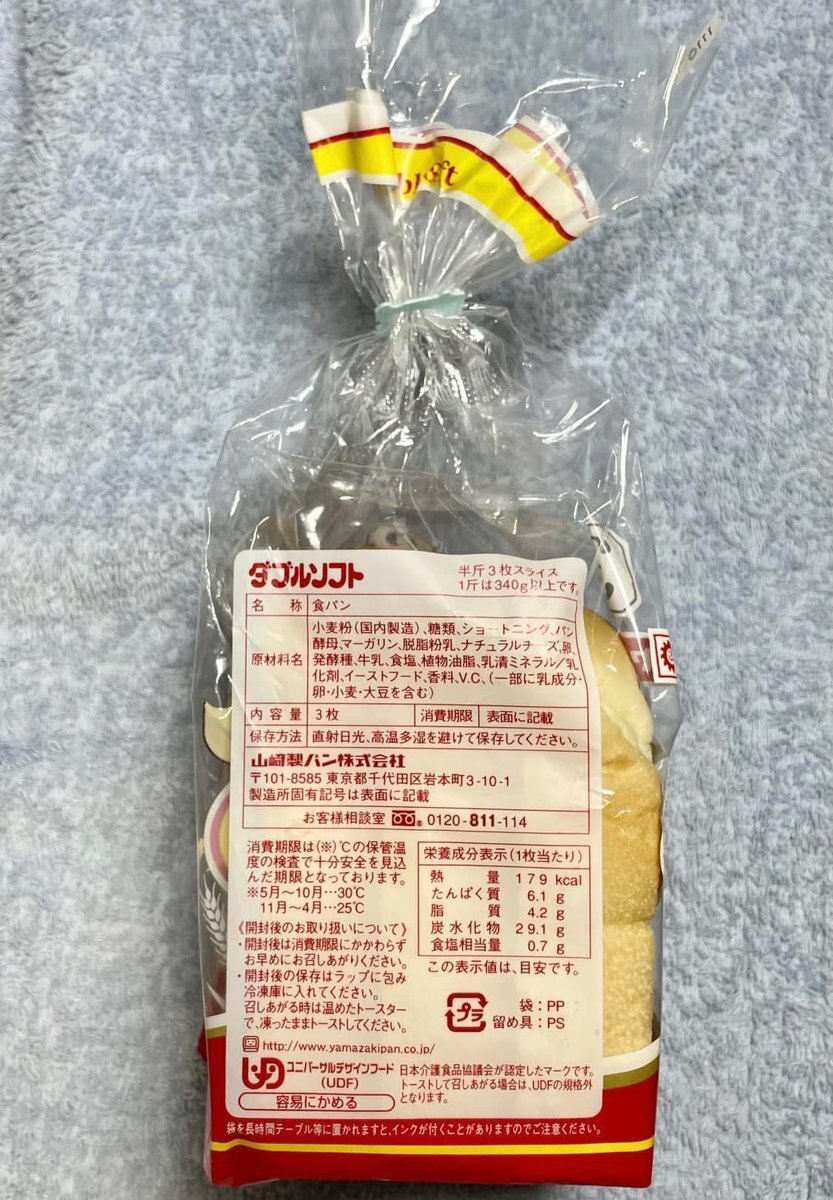 1110
ダブルソフト
半斤3枚スライス
1斤は340g以上です。
名称 食パン
原材料名 小麦粉(国内製造)、糖類、ショートニング、パン
酵母、マーガリン、脱脂粉乳、ナチュラルチーズ、卵、
発酵種、牛乳、食塩、植物油脂、乳清ミネラル/乳
化剤、イーストフード、香料、V.C、(一部に乳成分・
卵・小麦・大豆を含む)
内容量 3枚 消費期限 表面に記載
保存方法 直射日光、高温多湿を避けて保存してください。
山崎製パン株式会社
〒101-8585 東京都千代田区岩本町3-10-1
製造所固有記号は表面に記載
お客様相談室 0120-811-114
消費期限は(※)℃の保管温
度の検査で十分安全を見込
んだ期限となっております。
※5月〜10月…30℃
11月〜4月…25℃
《開封後のお取り扱いについて》
・開封後は消費期限にかかわらず
お早めにお召しあがりください。
・開封後の保存はラップに包み
冷凍庫に入れてください。
召しあがる時は温めたトースター
で、凍ったままトーストしてください。
栄養成分表示(1枚当たり)
熱量 179 kcal
たんぱく質 6.1 g
脂質 4.2 g
炭水化物 29.1 g
食塩相当量 0.7 g
この表示値は、目安です。
プラ
袋:PP
留め具:PS
http://www.yamazakipan.co.jp/
UD
ユニバーサルデザインフード
(UDF)
容易にかめる
日本介護食品協議会が認定したマークです。
トーストして召しあがる場合は、UDFの規格外
となります。
袋を長時間テーブル等に置かれますと、インクが付くことがありますのでご注意ください。